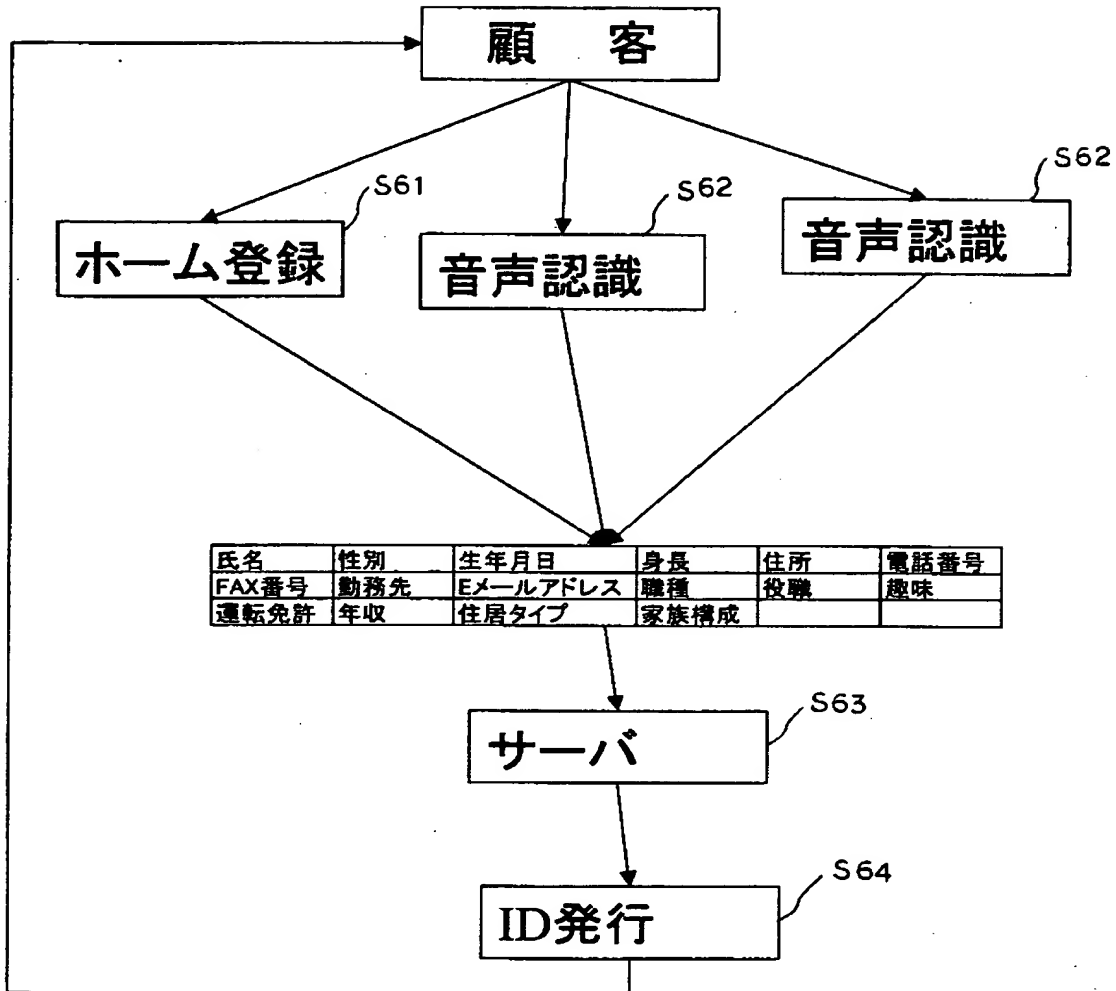 顧 客
S61
S62
S62
ホーム登録
音声認識
音声認識
氏名 性別 生年月日 身長 住所 電話番号
FAX番号 勤務先 Eメールアドレス 職種 役職 趣味
運転免許 年収 住居タイプ 家族構成
S63
サーバ
S64
ID発行